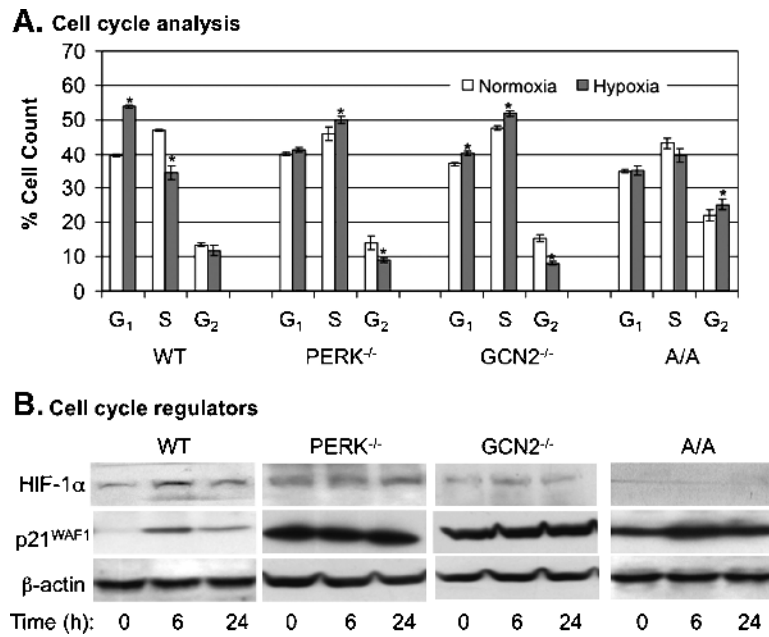 A. Cell cycle analysis
% Cell Count
70
60
50
40
30
20
10
0
Normoxia Hypoxia
* * * * * * * *
G₁ S G₂ G₁ S G₂ G₁ S G₂ G₁ S G₂
WT PERK⁻/⁻ GCN2⁻/⁻ A/A
B. Cell cycle regulators
WT PERK⁻/⁻ GCN2⁻/⁻ A/A
HIF-1α
p21ᵂᴬᶠ¹
β-actin
Time (h): 0 6 24 0 6 24 0 6 24 0 6 24